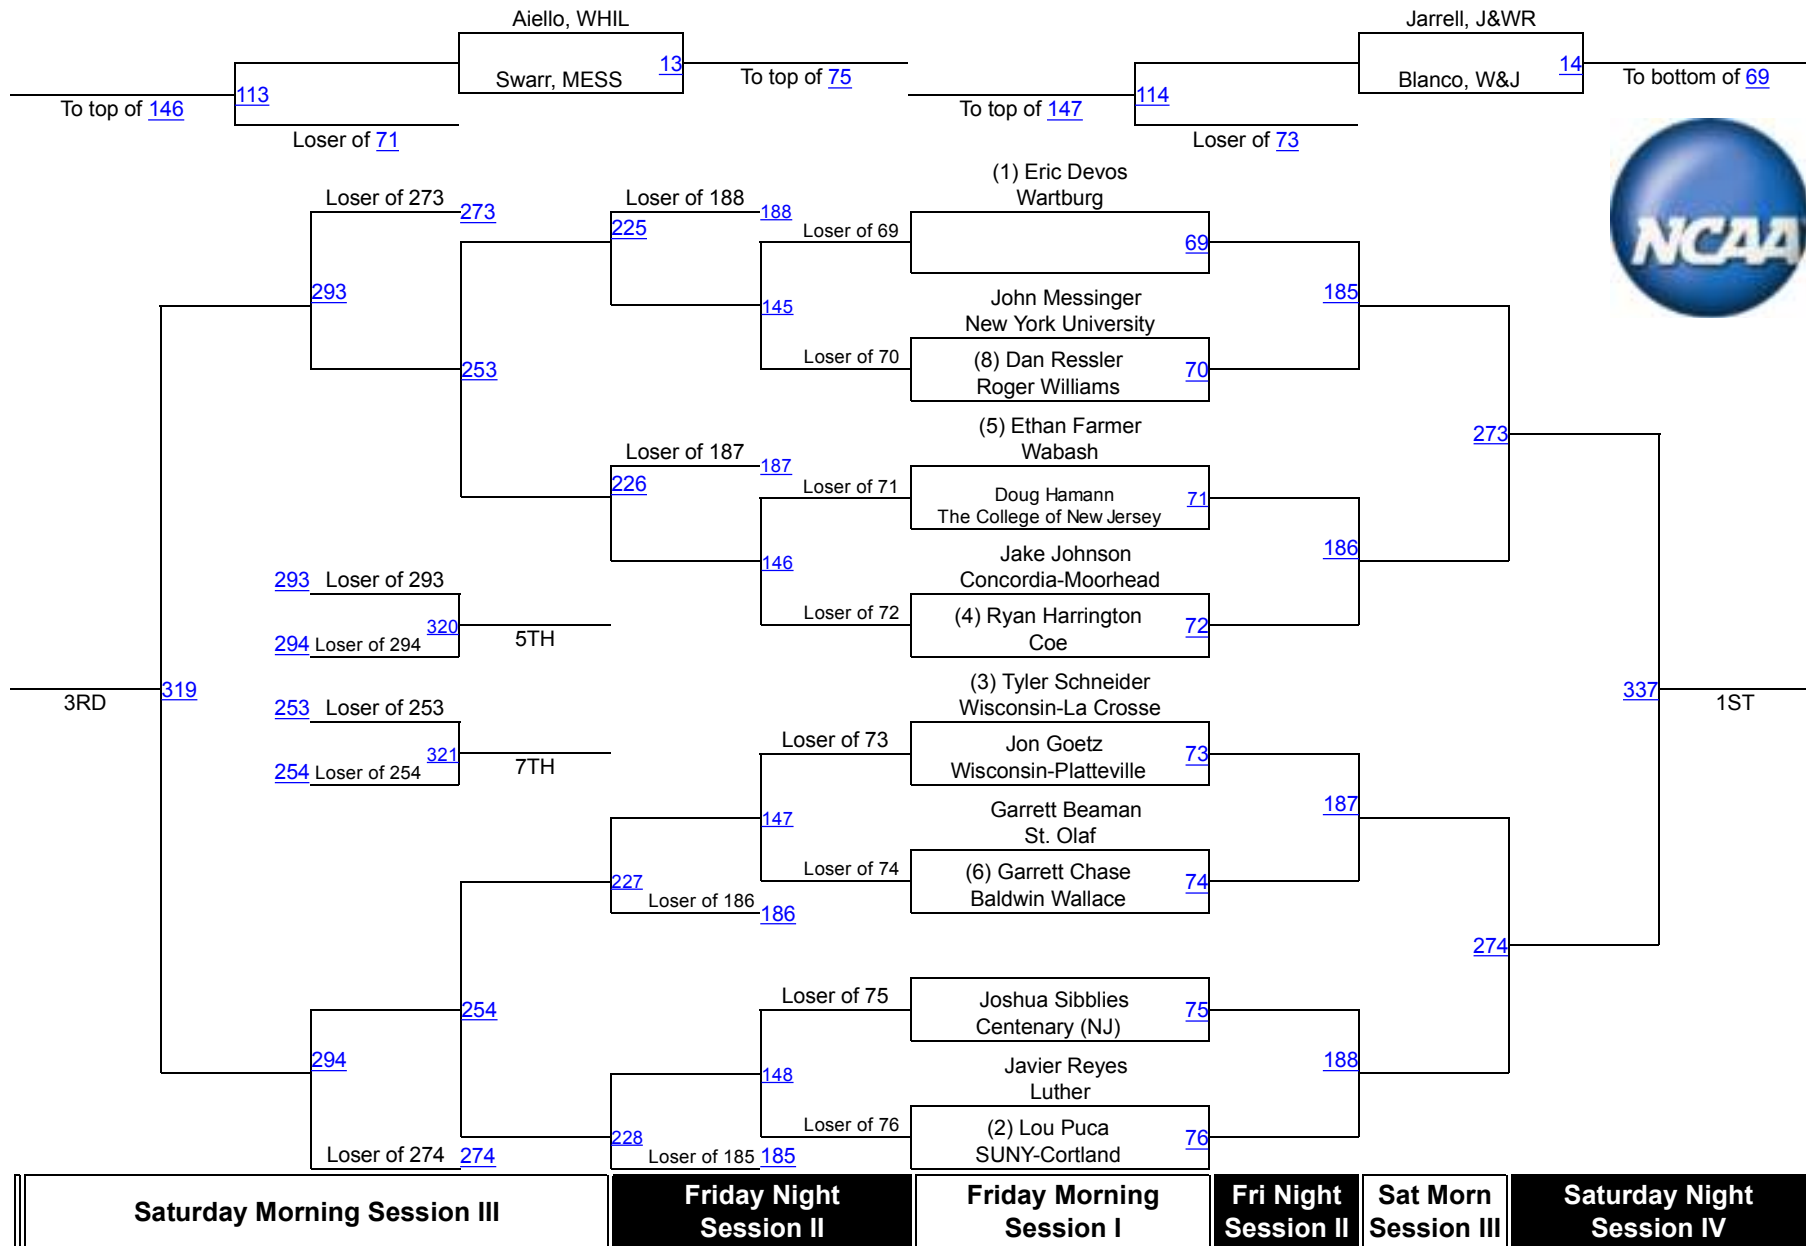 Aiello, WHIL
Swarr, MESS
13
To top of 75
113
To top of 146
Loser of 71
Jarrell, J&WR
Blanco, W&J
14
To bottom of 69
114
To top of 147
Loser of 73
NCAA
(1) Eric Devos
Wartburg
Loser of 273
273
Loser of 188
188
225
Loser of 69
69
293
145
John Messinger
New York University
185
Loser of 70
(8) Dan Ressler
Roger Williams
70
253
(5) Ethan Farmer
Wabash
273
Loser of 187
187
226
Loser of 71
Doug Hamann
The College of New Jersey
71
146
Jake Johnson
Concordia-Moorhead
186
293
Loser of 293
Loser of 72
(4) Ryan Harrington
Coe
72
320
294
Loser of 294
5TH
3RD
319
(3) Tyler Schneider
Wisconsin-La Crosse
337
1ST
253
Loser of 253
Loser of 73
Jon Goetz
Wisconsin-Platteville
73
321
254
Loser of 254
7TH
147
Garrett Beaman
St. Olaf
187
Loser of 74
(6) Garrett Chase
Baldwin Wallace
74
227
Loser of 186
186
274
Loser of 75
Joshua Sibblies
Centenary (NJ)
75
254
294
148
Javier Reyes
Luther
188
Loser of 76
(2) Lou Puca
SUNY-Cortland
76
228
Loser of 274
274
Loser of 185
185
Saturday Morning Session III
Friday Night
Session II
Friday Morning
Session I
Fri Night
Session II
Sat Morn
Session III
Saturday Night
Session IV